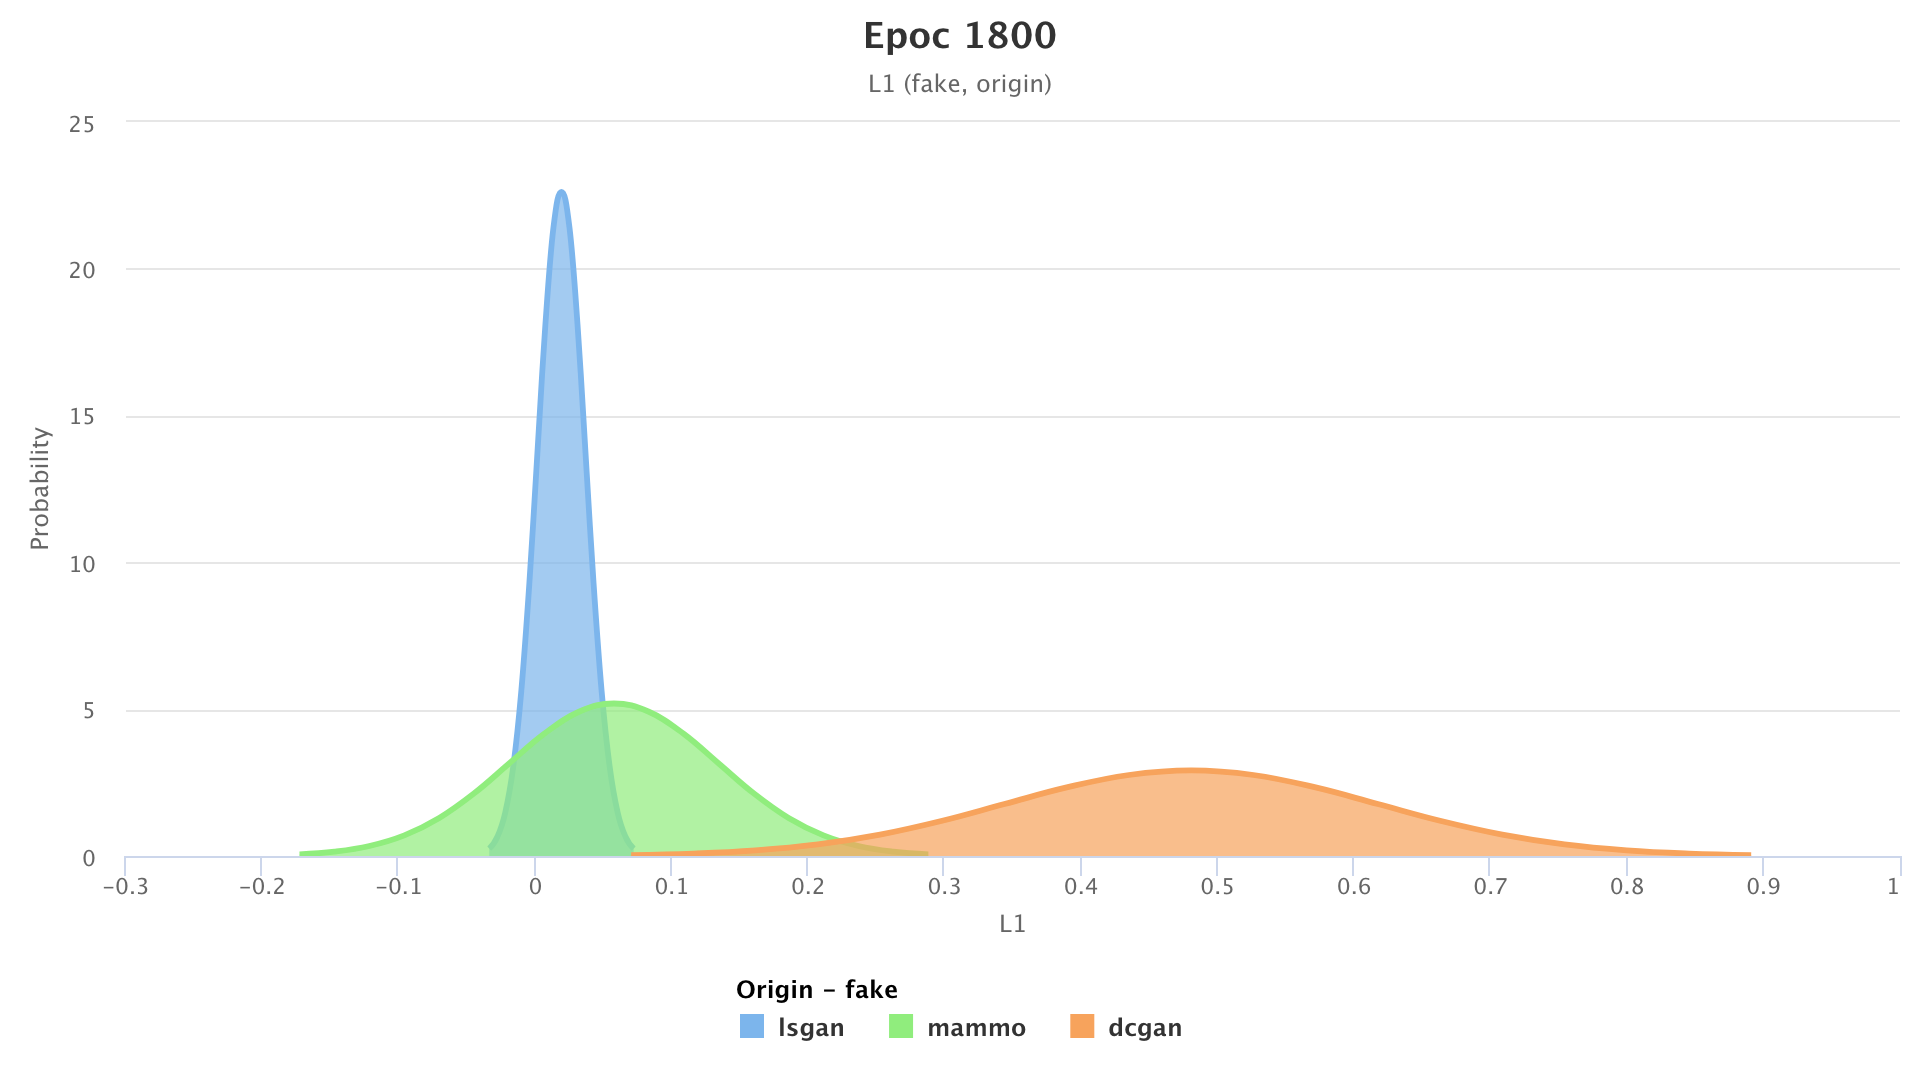 Epoc 1800
L1 (fake, origin)
25
20
15
10
5
0
Probability
−0.3 −0.2 −0.1 0 0.1 0.2 0.3 0.4 0.5 0.6 0.7 0.8 0.9 1
L1
Origin − fake
lsgan mammo dcgan